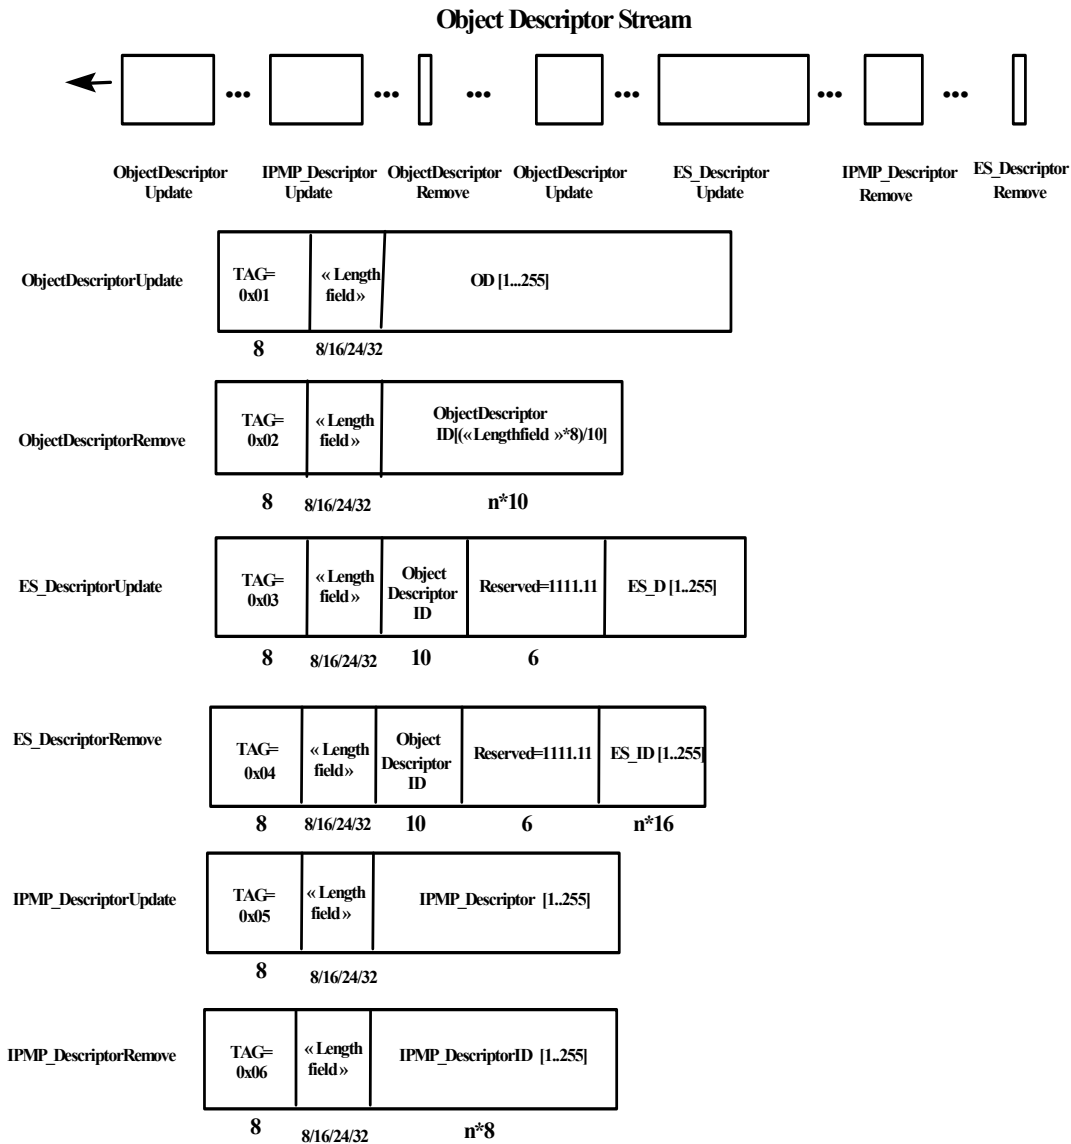 Object Descriptor Stream
... ... ... ... ... ...
ObjectDescriptor IPMP_Descriptor ObjectDescriptor ObjectDescriptor ES_Descriptor IPMP_Descriptor ES_Descriptor
Update Update Remove Update Update Remove Remove
ObjectDescriptorUpdate
TAG=
0x01
« Length
field »
OD [1...255]
8 8/16/24/32
ObjectDescriptorRemove
TAG=
0x02
« Length
field »
ObjectDescriptor
ID[(« Lengthfield »*8)/10]
8 8/16/24/32 n*10
ES_DescriptorUpdate
TAG=
0x03
« Length
field »
Object
Descriptor
ID
Reserved=1111.11
ES_D [1..255]
8 8/16/24/32 10 6
ES_DescriptorRemove
TAG=
0x04
« Length
field »
Object
Descriptor
ID
Reserved=1111.11
ES_ID [1..255]
8 8/16/24/32 10 6 n*16
IPMP_DescriptorUpdate
TAG=
0x05
« Length
field »
IPMP_Descriptor [1..255]
8 8/16/24/32
IPMP_DescriptorRemove
TAG=
0x06
« Length
field »
IPMP_DescriptorID [1..255]
8 8/16/24/32 n*8